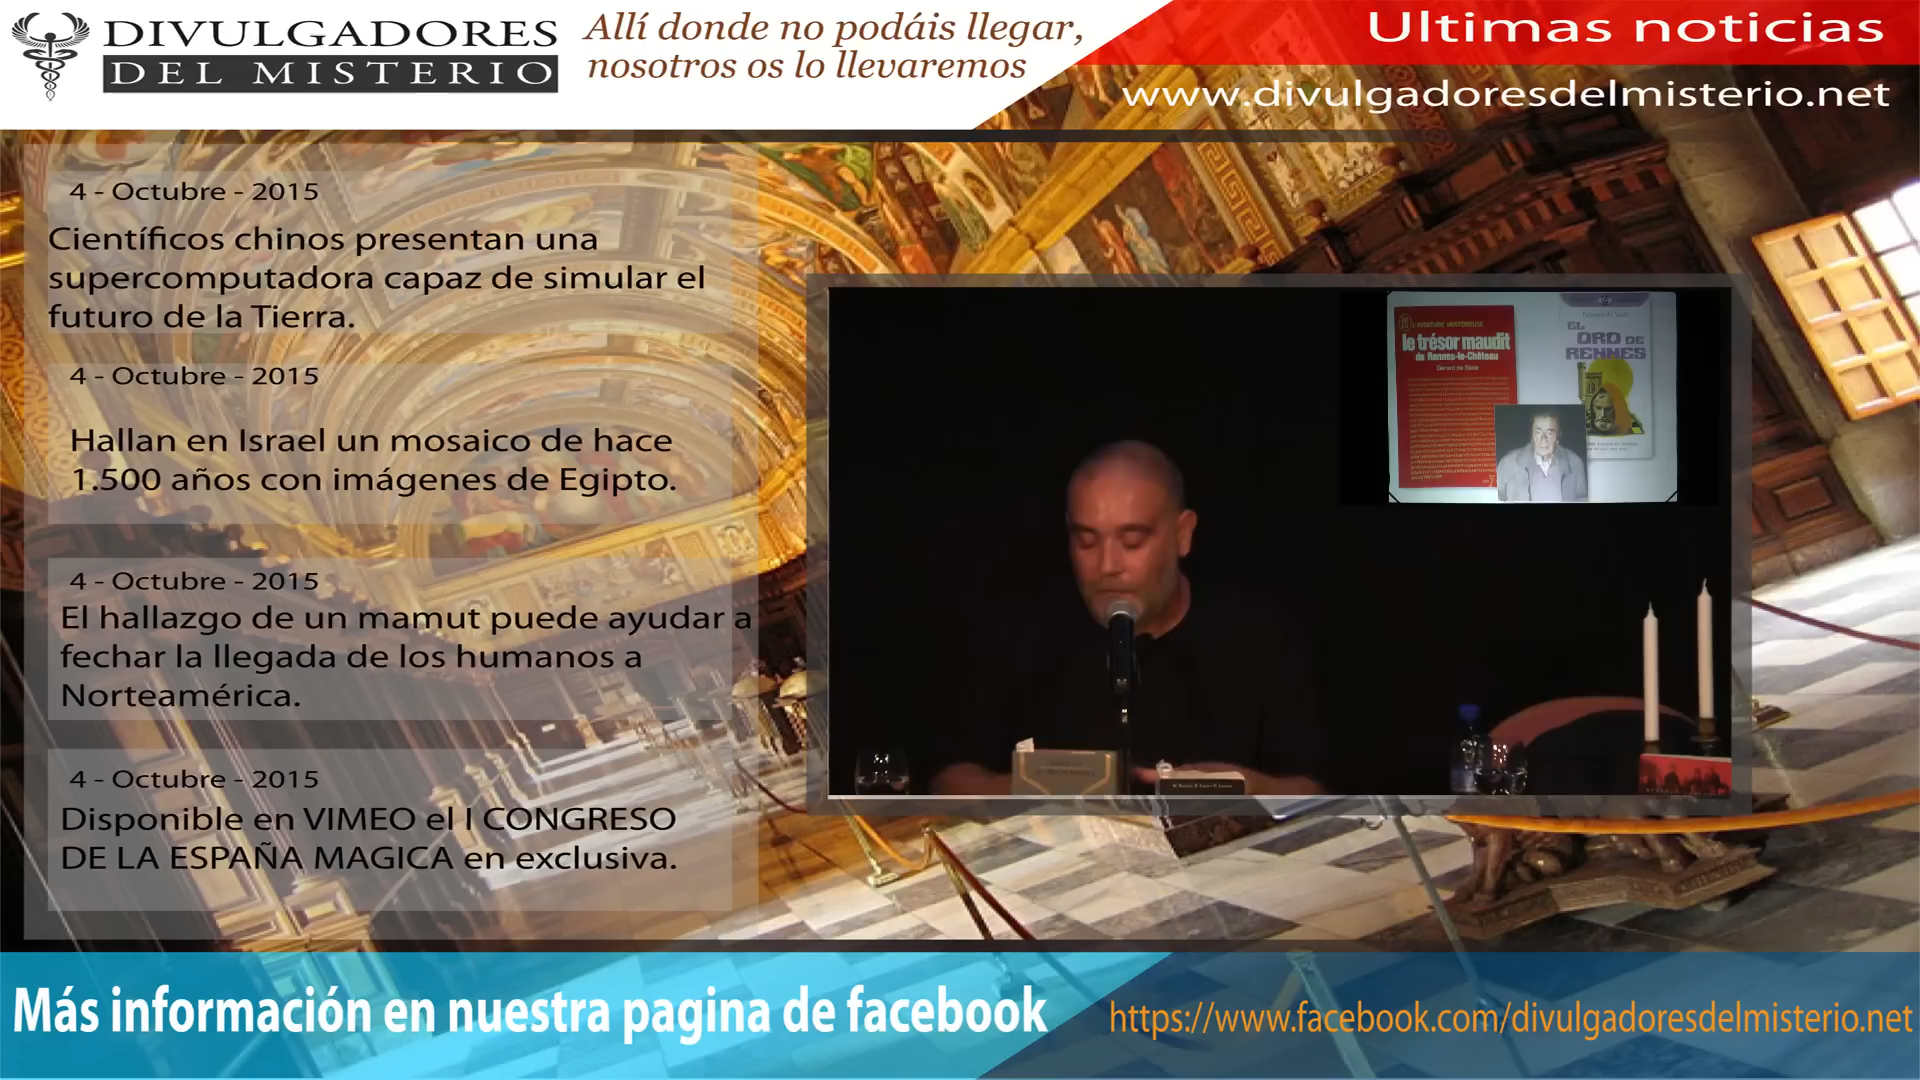 DIVULGADORES
DEL MISTERIO
Allí donde no podáis llegar,
nosotros os lo llevaremos
Ultimas noticias
www.divulgadoresdelmisterio.net
4 - Octubre - 2015
Científicos chinos presentan una
supercomputadora capaz de simular el
futuro de la Tierra.
4 - Octubre - 2015
Hallan en Israel un mosaico de hace
1.500 años con imágenes de Egipto.
4 - Octubre - 2015
El hallazgo de un mamut puede ayudar a
fechar la llegada de los humanos a
Norteamérica.
4 - Octubre - 2015
Disponible en VIMEO el I CONGRESO
DE LA ESPAÑA MAGICA en exclusiva.
L'AVENTURE MYSTÉRIEUSE
le trésor maudit
de Rennes-le-Château
Gérard de Sède
EL
ORO DE
RENNES
Más información en nuestra pagina de facebook
https://www.facebook.com/divulgadoresdelmisterio.net